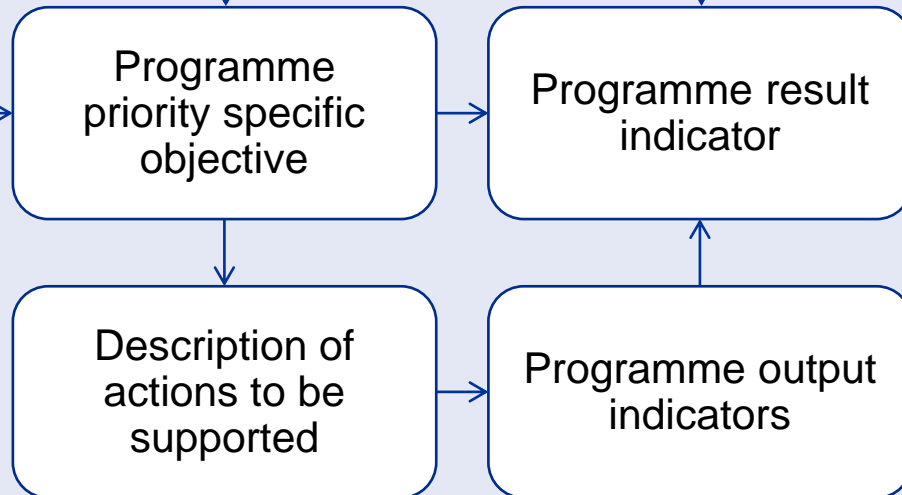 Programme
priority specific
objective
Programme result
indicator
Description of
actions to be
supported
Programme output
indicators